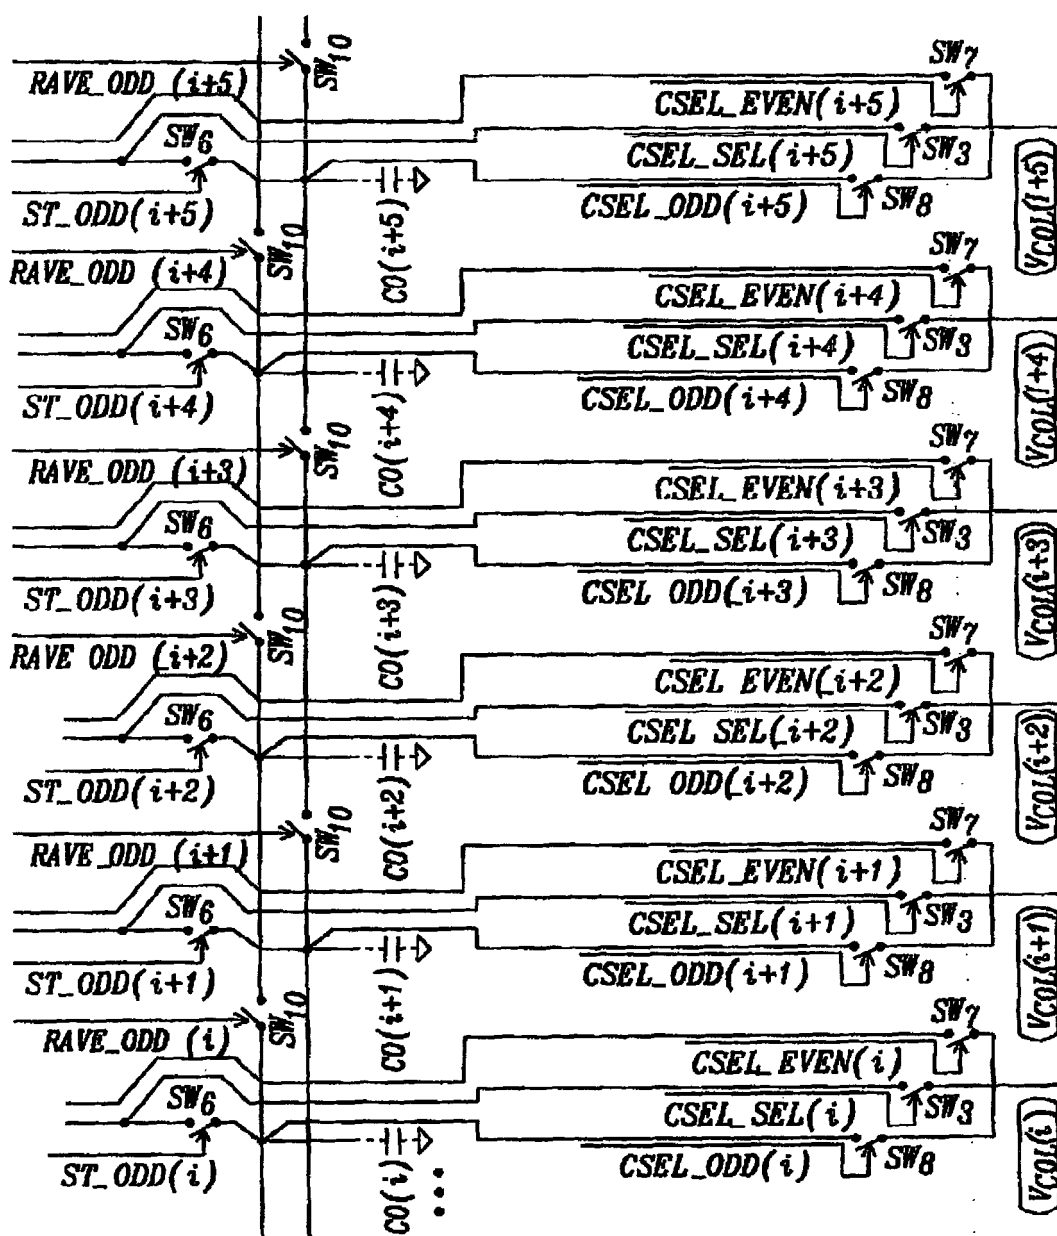 SW10
SW7
RAVE_ODD (i+5)
CSEL_EVEN(i+5)
SW6
CSEL_SEL(i+5)
SW3
ST_ODD(i+5)
CSEL_ODD(i+5)
SW8
CO(i+5)
VCOL(i+5)
SW10
SW7
RAVE_ODD (i+4)
CSEL_EVEN(i+4)
SW6
CSEL_SEL(i+4)
SW3
ST_ODD(i+4)
CSEL_ODD(i+4)
SW8
CO(i+4)
VCOL(i+4)
SW10
SW7
RAVE_ODD (i+3)
CSEL_EVEN(i+3)
SW6
CSEL_SEL(i+3)
SW3
ST_ODD(i+3)
CSEL ODD(i+3)
SW8
CO(i+3)
VCOL(i+3)
SW10
SW7
RAVE ODD (i+2)
CSEL EVEN(i+2)
SW6
CSEL SEL(i+2)
SW3
ST_ODD(i+2)
CSEL ODD(i+2)
SW8
CO(i+2)
VCOL(i+2)
SW10
SW7
RAVE_ODD (i+1)
CSEL_EVEN(i+1)
SW6
CSEL_SEL(i+1)
SW3
ST_ODD(i+1)
CSEL_ODD(i+1)
SW8
CO(i+1)
VCOL(i+1)
SW10
SW7
RAVE_ODD (i)
CSEL_EVEN(i)
SW6
CSEL_SEL(i)
SW3
ST_ODD(i)
CSEL_ODD(i)
SW8
CO(i)
VCOL(i)